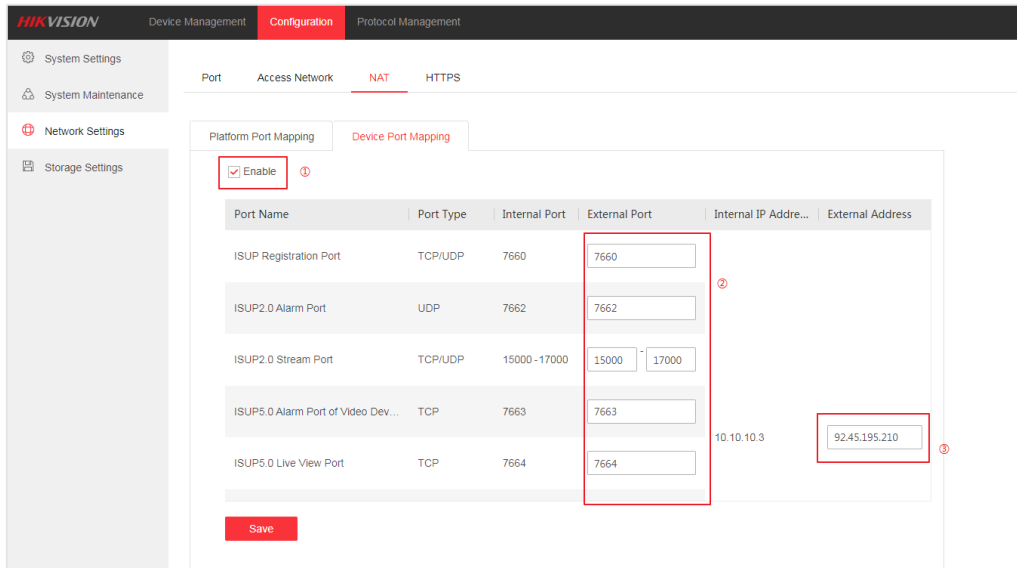 HIKVISION Device Management Configuration Protocol Management
System Settings
System Maintenance
Network Settings
Storage Settings
Port Access Network NAT HTTPS
Platform Port Mapping Device Port Mapping
Enable ①
Port Name Port Type Internal Port External Port Internal IP Addre... External Address
ISUP Registration Port TCP/UDP 7660 7660
②
ISUP2.0 Alarm Port UDP 7662 7662
ISUP2.0 Stream Port TCP/UDP 15000-17000 15000 - 17000
ISUP5.0 Alarm Port of Video Dev... TCP 7663 7663
10.10.10.3 92.45.195.210
③
ISUP5.0 Live View Port TCP 7664 7664
Save